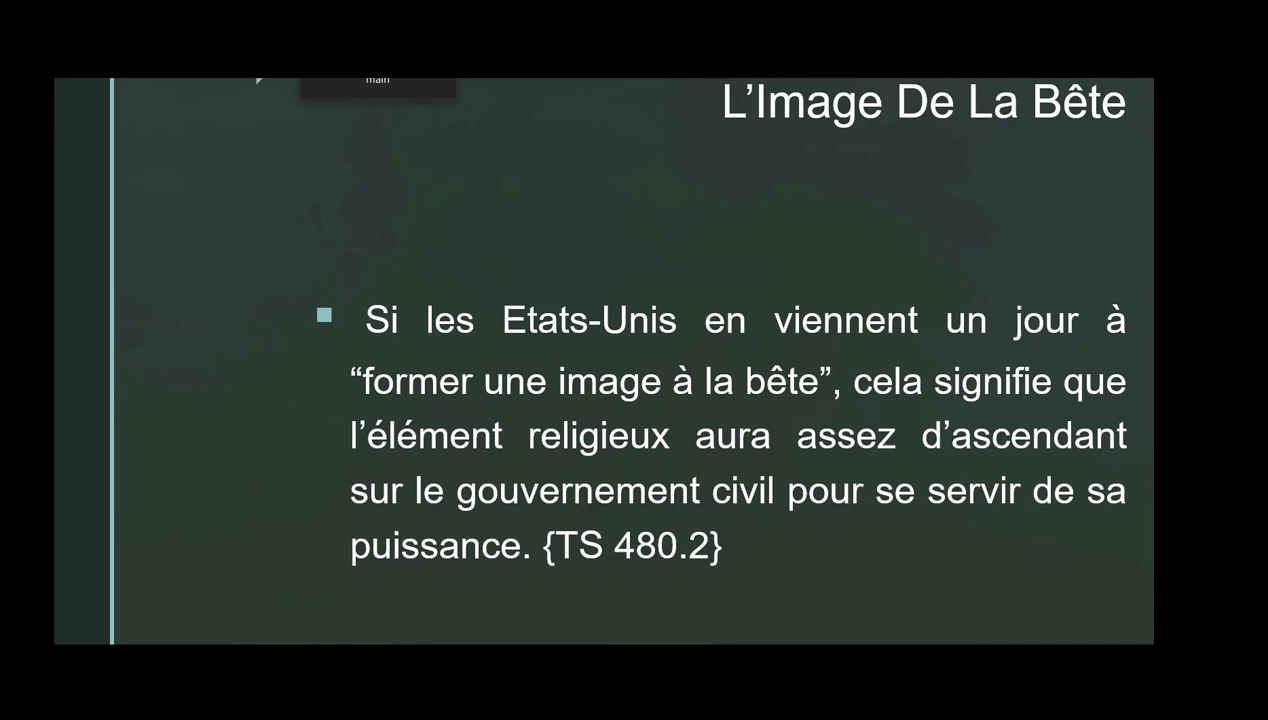 main
L’Image De La Bête
Si les Etats-Unis en viennent un jour à
“former une image à la bête”, cela signifie que
l’élément religieux aura assez d’ascendant
sur le gouvernement civil pour se servir de sa
puissance. {TS 480.2}